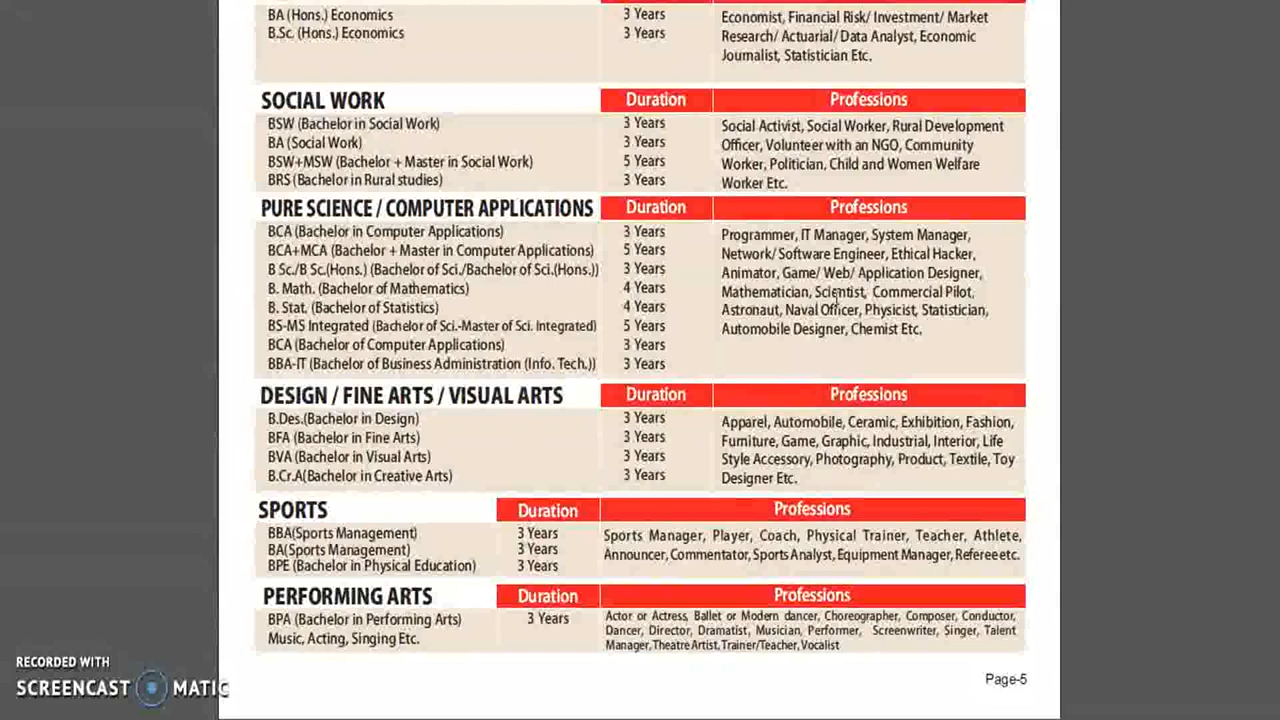 BA (Hons.) Economics 3 Years Economist, Financial Risk/ Investment/ Market
B.Sc. (Hons.) Economics 3 Years Research/ Actuarial/ Data Analyst, Economic
Journalist, Statistician Etc.
SOCIAL WORK Duration Professions
BSW (Bachelor in Social Work) 3 Years Social Activist, Social Worker, Rural Development
BA (Social Work) 3 Years Officer, Volunteer with an NGO, Community
BSW+MSW (Bachelor + Master in Social Work) 5 Years Worker, Politician, Child and Women Welfare
BRS (Bachelor in Rural studies) 3 Years Worker Etc.
PURE SCIENCE / COMPUTER APPLICATIONS Duration Professions
BCA (Bachelor in Computer Applications) 3 Years Programmer, IT Manager, System Manager,
BCA+MCA (Bachelor + Master in Computer Applications) 5 Years Network/ Software Engineer, Ethical Hacker,
B Sc./B Sc.(Hons.) (Bachelor of Sci./Bachelor of Sci.(Hons.)) 3 Years Animator, Game/ Web/ Application Designer,
B. Math. (Bachelor of Mathematics) 4 Years Mathematician, Scientist, Commercial Pilot,
B. Stat. (Bachelor of Statistics) 4 Years Astronaut, Naval Officer, Physicist, Statistician,
BS-MS Integrated (Bachelor of Sci.-Master of Sci. Integrated) 5 Years Automobile Designer, Chemist Etc.
BCA (Bachelor of Computer Applications) 3 Years
BBA-IT (Bachelor of Business Administration (Info. Tech.)) 3 Years
DESIGN / FINE ARTS / VISUAL ARTS Duration Professions
B.Des.(Bachelor in Design) 3 Years Apparel, Automobile, Ceramic, Exhibition, Fashion,
BFA (Bachelor in Fine Arts) 3 Years Furniture, Game, Graphic, Industrial, Interior, Life
BVA (Bachelor in Visual Arts) 3 Years Style Accessory, Photography, Product, Textile, Toy
B.Cr.A(Bachelor in Creative Arts) 3 Years Designer Etc.
SPORTS Duration Professions
BBA(Sports Management) 3 Years Sports Manager, Player, Coach, Physical Trainer, Teacher, Athlete,
BA(Sports Management) 3 Years Announcer, Commentator, Sports Analyst, Equipment Manager, Referee etc.
BPE (Bachelor in Physical Education) 3 Years
PERFORMING ARTS Duration Professions
BPA (Bachelor in Performing Arts) 3 Years Actor or Actress, Ballet or Modern dancer, Choreographer, Composer, Conductor,
Music, Acting, Singing Etc. Dancer, Director, Dramatist, Musician, Performer, Screenwriter, Singer, Talent
Manager, Theatre Artist, Trainer/Teacher, Vocalist
Page-5
RECORDED WITH
SCREENCAST MATIC